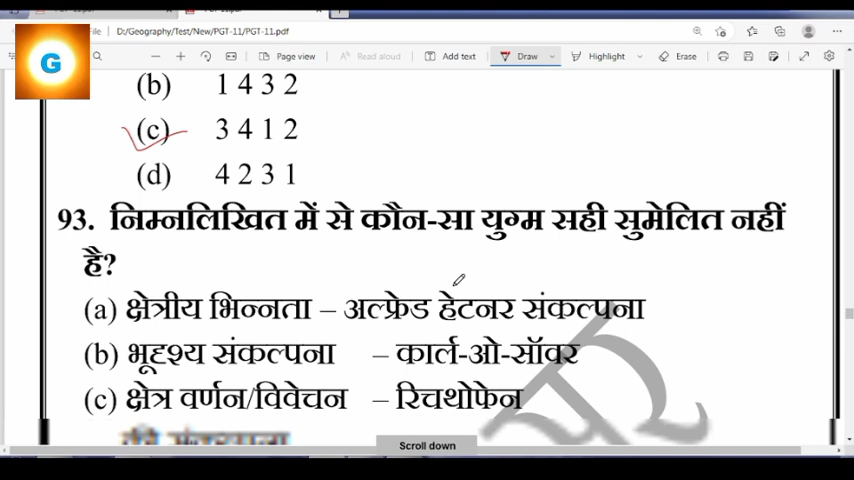 File
D:/Geography/Test/New/PGT-11/PGT-11.pdf
G
Page view
Add text
Read aloud
Draw
Highlight
Erase
(b) 1 4 3 2
(c) 3 4 1 2
(d) 4 2 3 1
93. निम्नलिखित में से कौन-सा युग्म सही सुमेलित नहीं
है?
(a) क्षेत्रीय भिन्नता – अल्फ्रेड हेटनर संकल्पना
(b) भूदृश्य संकल्पना – कार्ल-ओ-सॉवर
(c) क्षेत्र वर्णन/विवेचन – रिचथोफेन
Scroll down